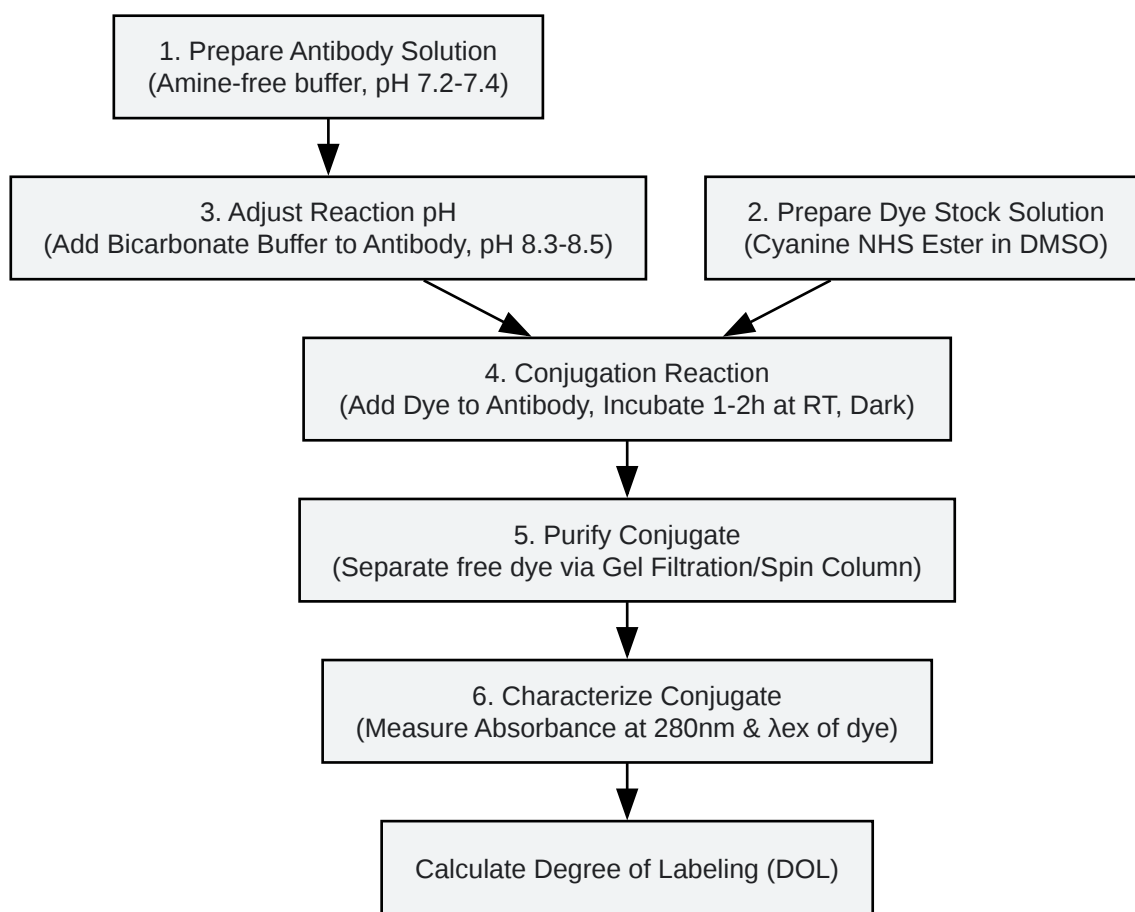 1. Prepare Antibody Solution
(Amine-free buffer, pH 7.2-7.4)
3. Adjust Reaction pH
(Add Bicarbonate Buffer to Antibody, pH 8.3-8.5)
2. Prepare Dye Stock Solution
(Cyanine NHS Ester in DMSO)
4. Conjugation Reaction
(Add Dye to Antibody, Incubate 1-2h at RT, Dark)
5. Purify Conjugate
(Separate free dye via Gel Filtration/Spin Column)
6. Characterize Conjugate
(Measure Absorbance at 280nm & λex of dye)
Calculate Degree of Labeling (DOL)